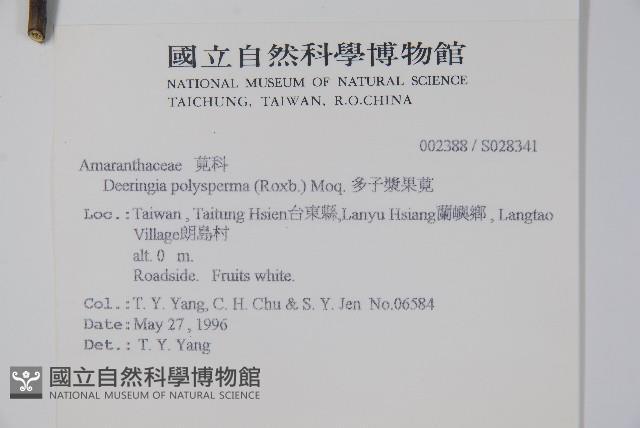 國立自然科學博物館
NATIONAL MUSEUM OF NATURAL SCIENCE
TAICHUNG, TAIWAN, R.O.CHINA
002388 / S028341
Amaranthaceae 莧科
Deeringia polysperma (Roxb.) Moq. 多子漿果莧
Loc.: Taiwan , Taitung Hsien台東縣,Lanyu Hsiang蘭嶼鄉 , Langtao
Village朗島村
alt. 0 m.
Roadside. Fruits white.
Col.: T. Y. Yang, C. H. Chu & S. Y. Jen No.06584
Date: May 27 , 1996
Det.: T. Y. Yang
國立自然科學博物館
NATIONAL MUSEUM OF NATURAL SCIENCE